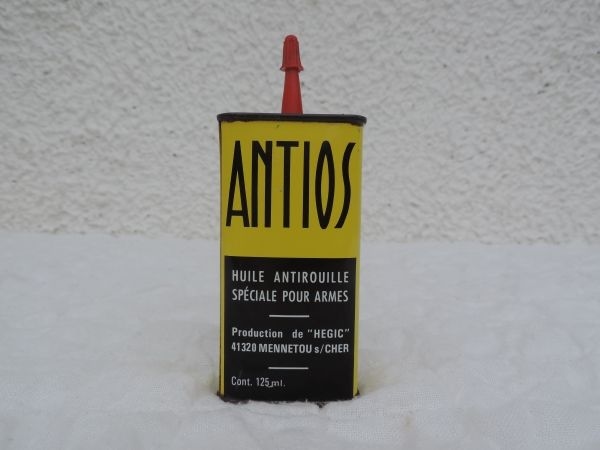 ANTIOS
HUILE ANTIROUILLE
SPÉCIALE POUR ARMES
Production de "HEGIC"
41320 MENNETOU s/CHER
Cont. 125 ml.